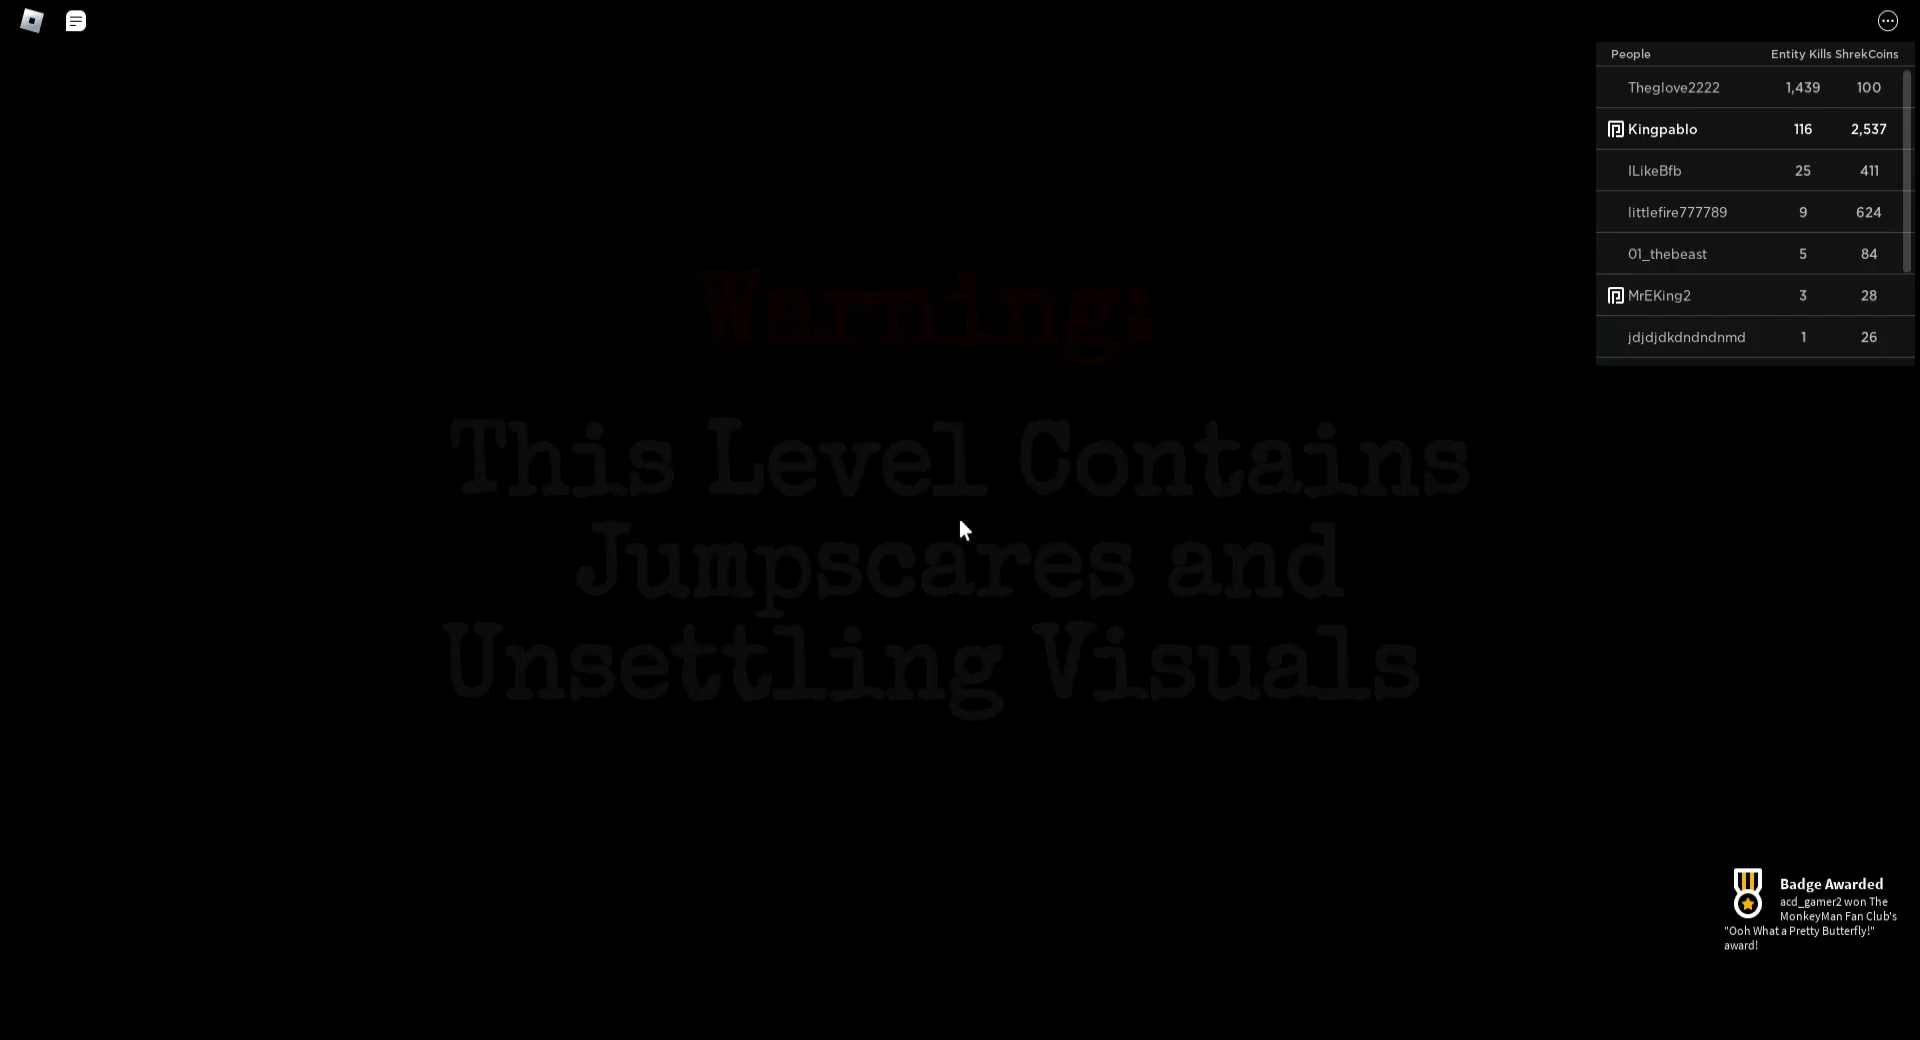 People Entity Kills ShrekCoins
Theglove2222 1,439 100
Kingpablo 116 2,537
ILikeBfb 25 411
littlefire777789 9 624
01_thebeast 5 84
MrEKing2 3 28
jdjdjdkdndndnmd 1 26
Warning:
This Level Contains
Jumpscares and
Unsettling Visuals
Badge Awarded
acd_gamer2 won The
MonkeyMan Fan Club's
"Ooh What a Pretty Butterfly!"
award!